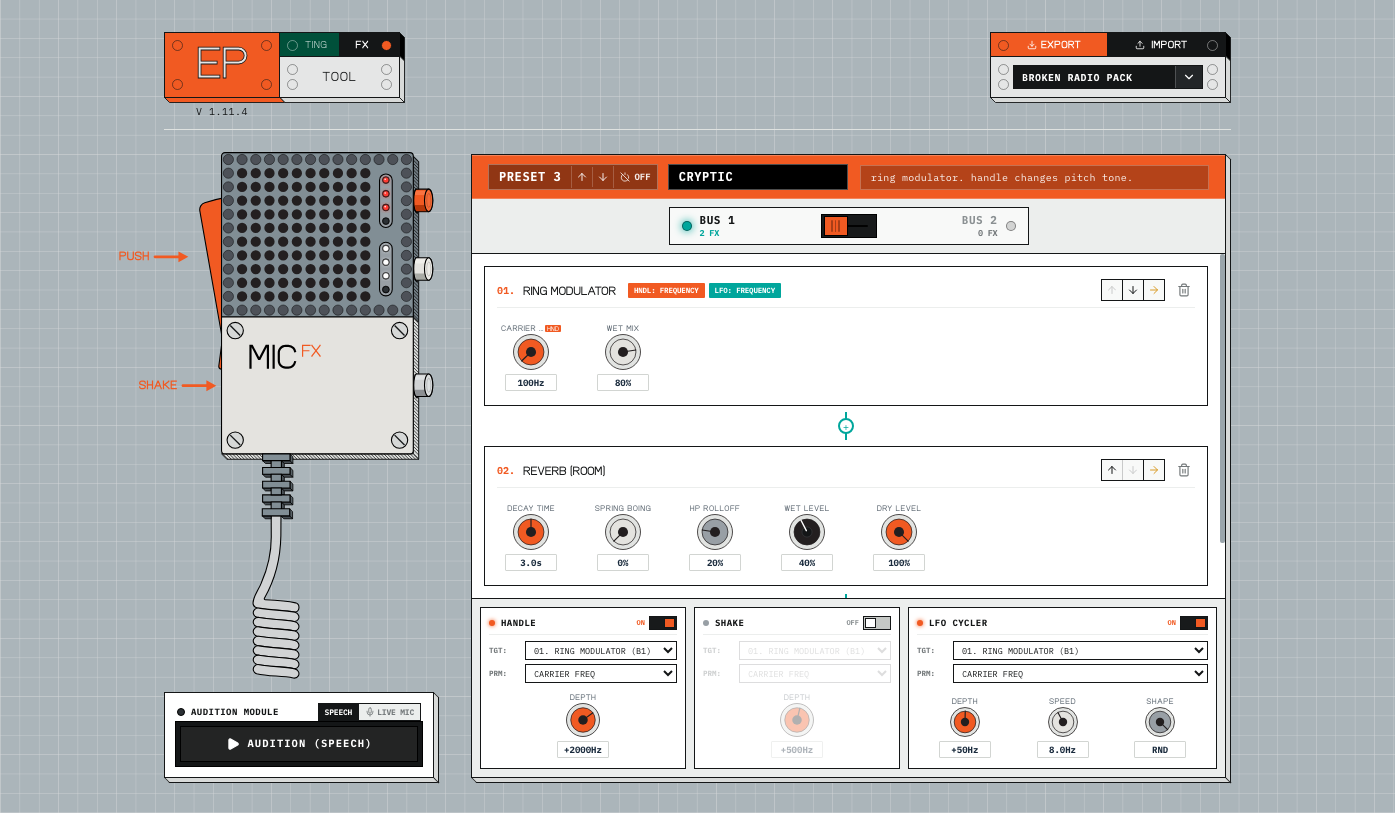 EP
TING FX
TOOL
V 1.11.4
EXPORT IMPORT
BROKEN RADIO PACK
PUSH
SHAKE
MIC FX
AUDITION MODULE SPEECH LIVE MIC
AUDITION (SPEECH)
PRESET 3 OFF CRYPTIC ring modulator. handle changes pitch tone.
BUS 1 BUS 2
2 FX 0 FX
01. RING MODULATOR HNDL: FREQUENCY LFO: FREQUENCY
CARRIER … HND WET MIX
100Hz 80%
+
02. REVERB (ROOM)
DECAY TIME SPRING BOING HP ROLLOFF WET LEVEL DRY LEVEL
3.0s 0% 20% 40% 100%
HANDLE ON
TGT: 01. RING MODULATOR (B1)
PRM: CARRIER FREQ
DEPTH
+2000Hz
SHAKE OFF
TGT: 01. RING MODULATOR (B1)
PRM: CARRIER FREQ
DEPTH
+500Hz
LFO CYCLER ON
TGT: 01. RING MODULATOR (B1)
PRM: CARRIER FREQ
DEPTH SPEED SHAPE
+50Hz 8.0Hz RND